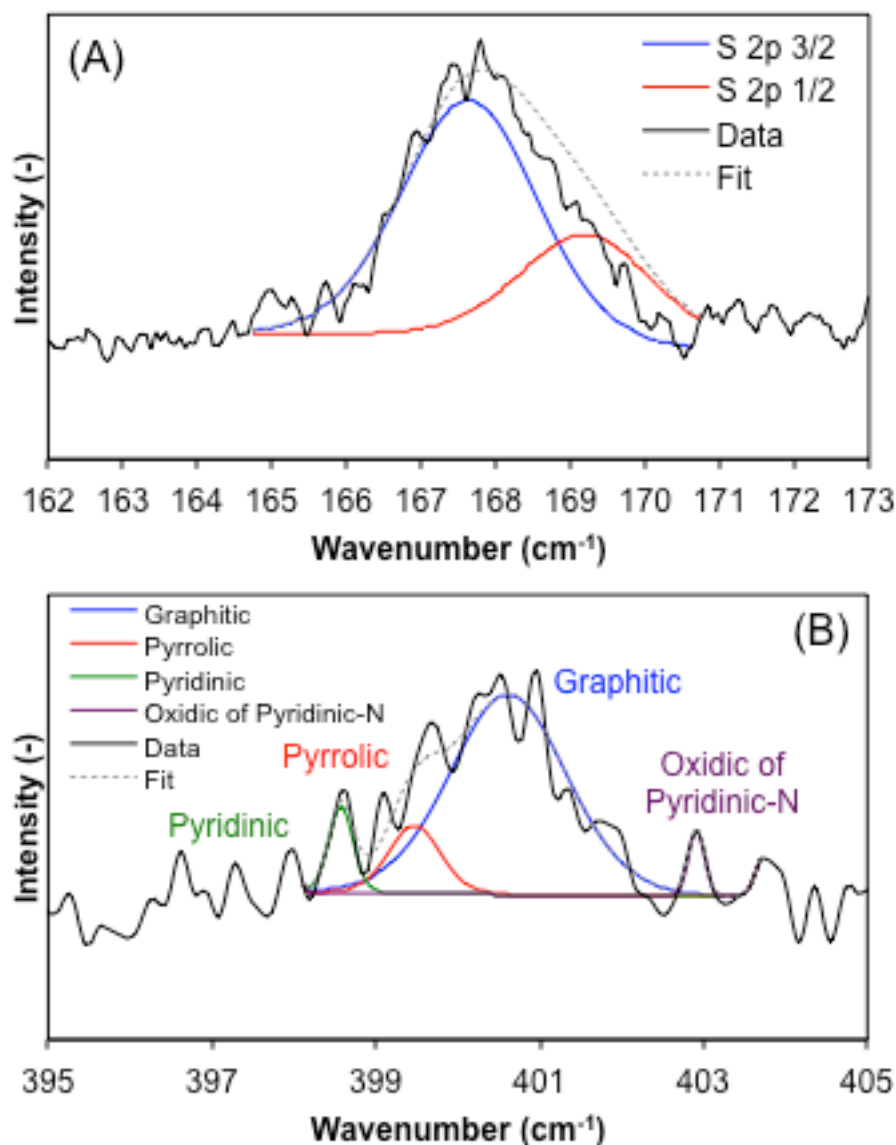 (A)
S 2p 3/2
S 2p 1/2
Data
Fit
Intensity (-)
162 163 164 165 166 167 168 169 170 171 172 173
Wavenumber (cm⁻¹)
(B)
Graphitic
Pyrrolic
Pyridinic
Oxidic of Pyridinic-N
Data
Fit
Graphitic
Pyrrolic
Pyridinic
Oxidic of
Pyridinic-N
Intensity (-)
395 397 399 401 403 405
Wavenumber (cm⁻¹)